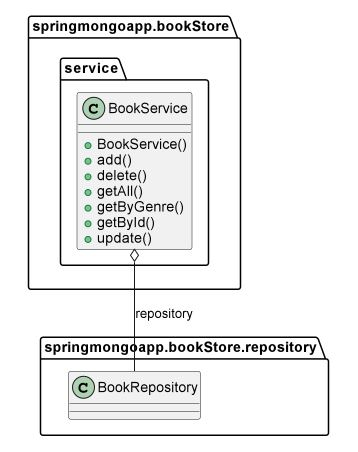 springmongoapp.bookStore
service
C BookService
BookService()
add()
delete()
getAll()
getByGenre()
getById()
update()
repository
springmongoapp.bookStore.repository
C BookRepository